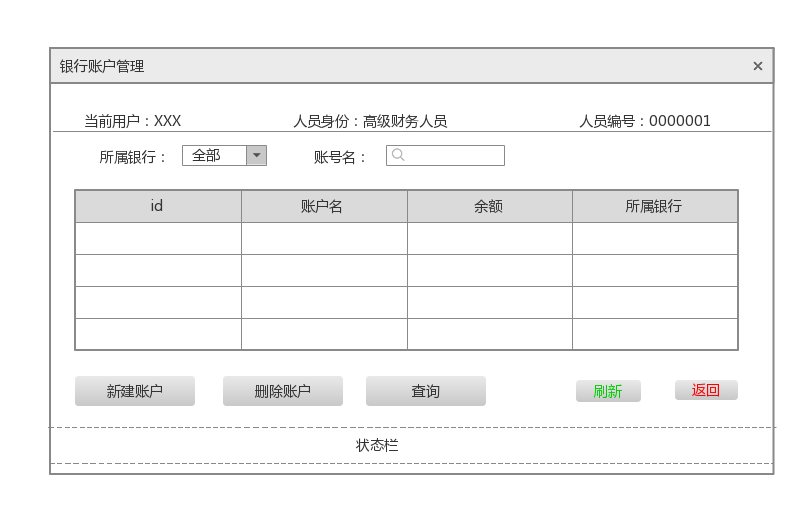 银行账户管理
当前用户：XXX 人员身份：高级财务人员 人员编号：0000001
所属银行： 全部 账号名：
id 账户名 余额 所属银行
新建账户 删除账户 查询 刷新 返回
状态栏